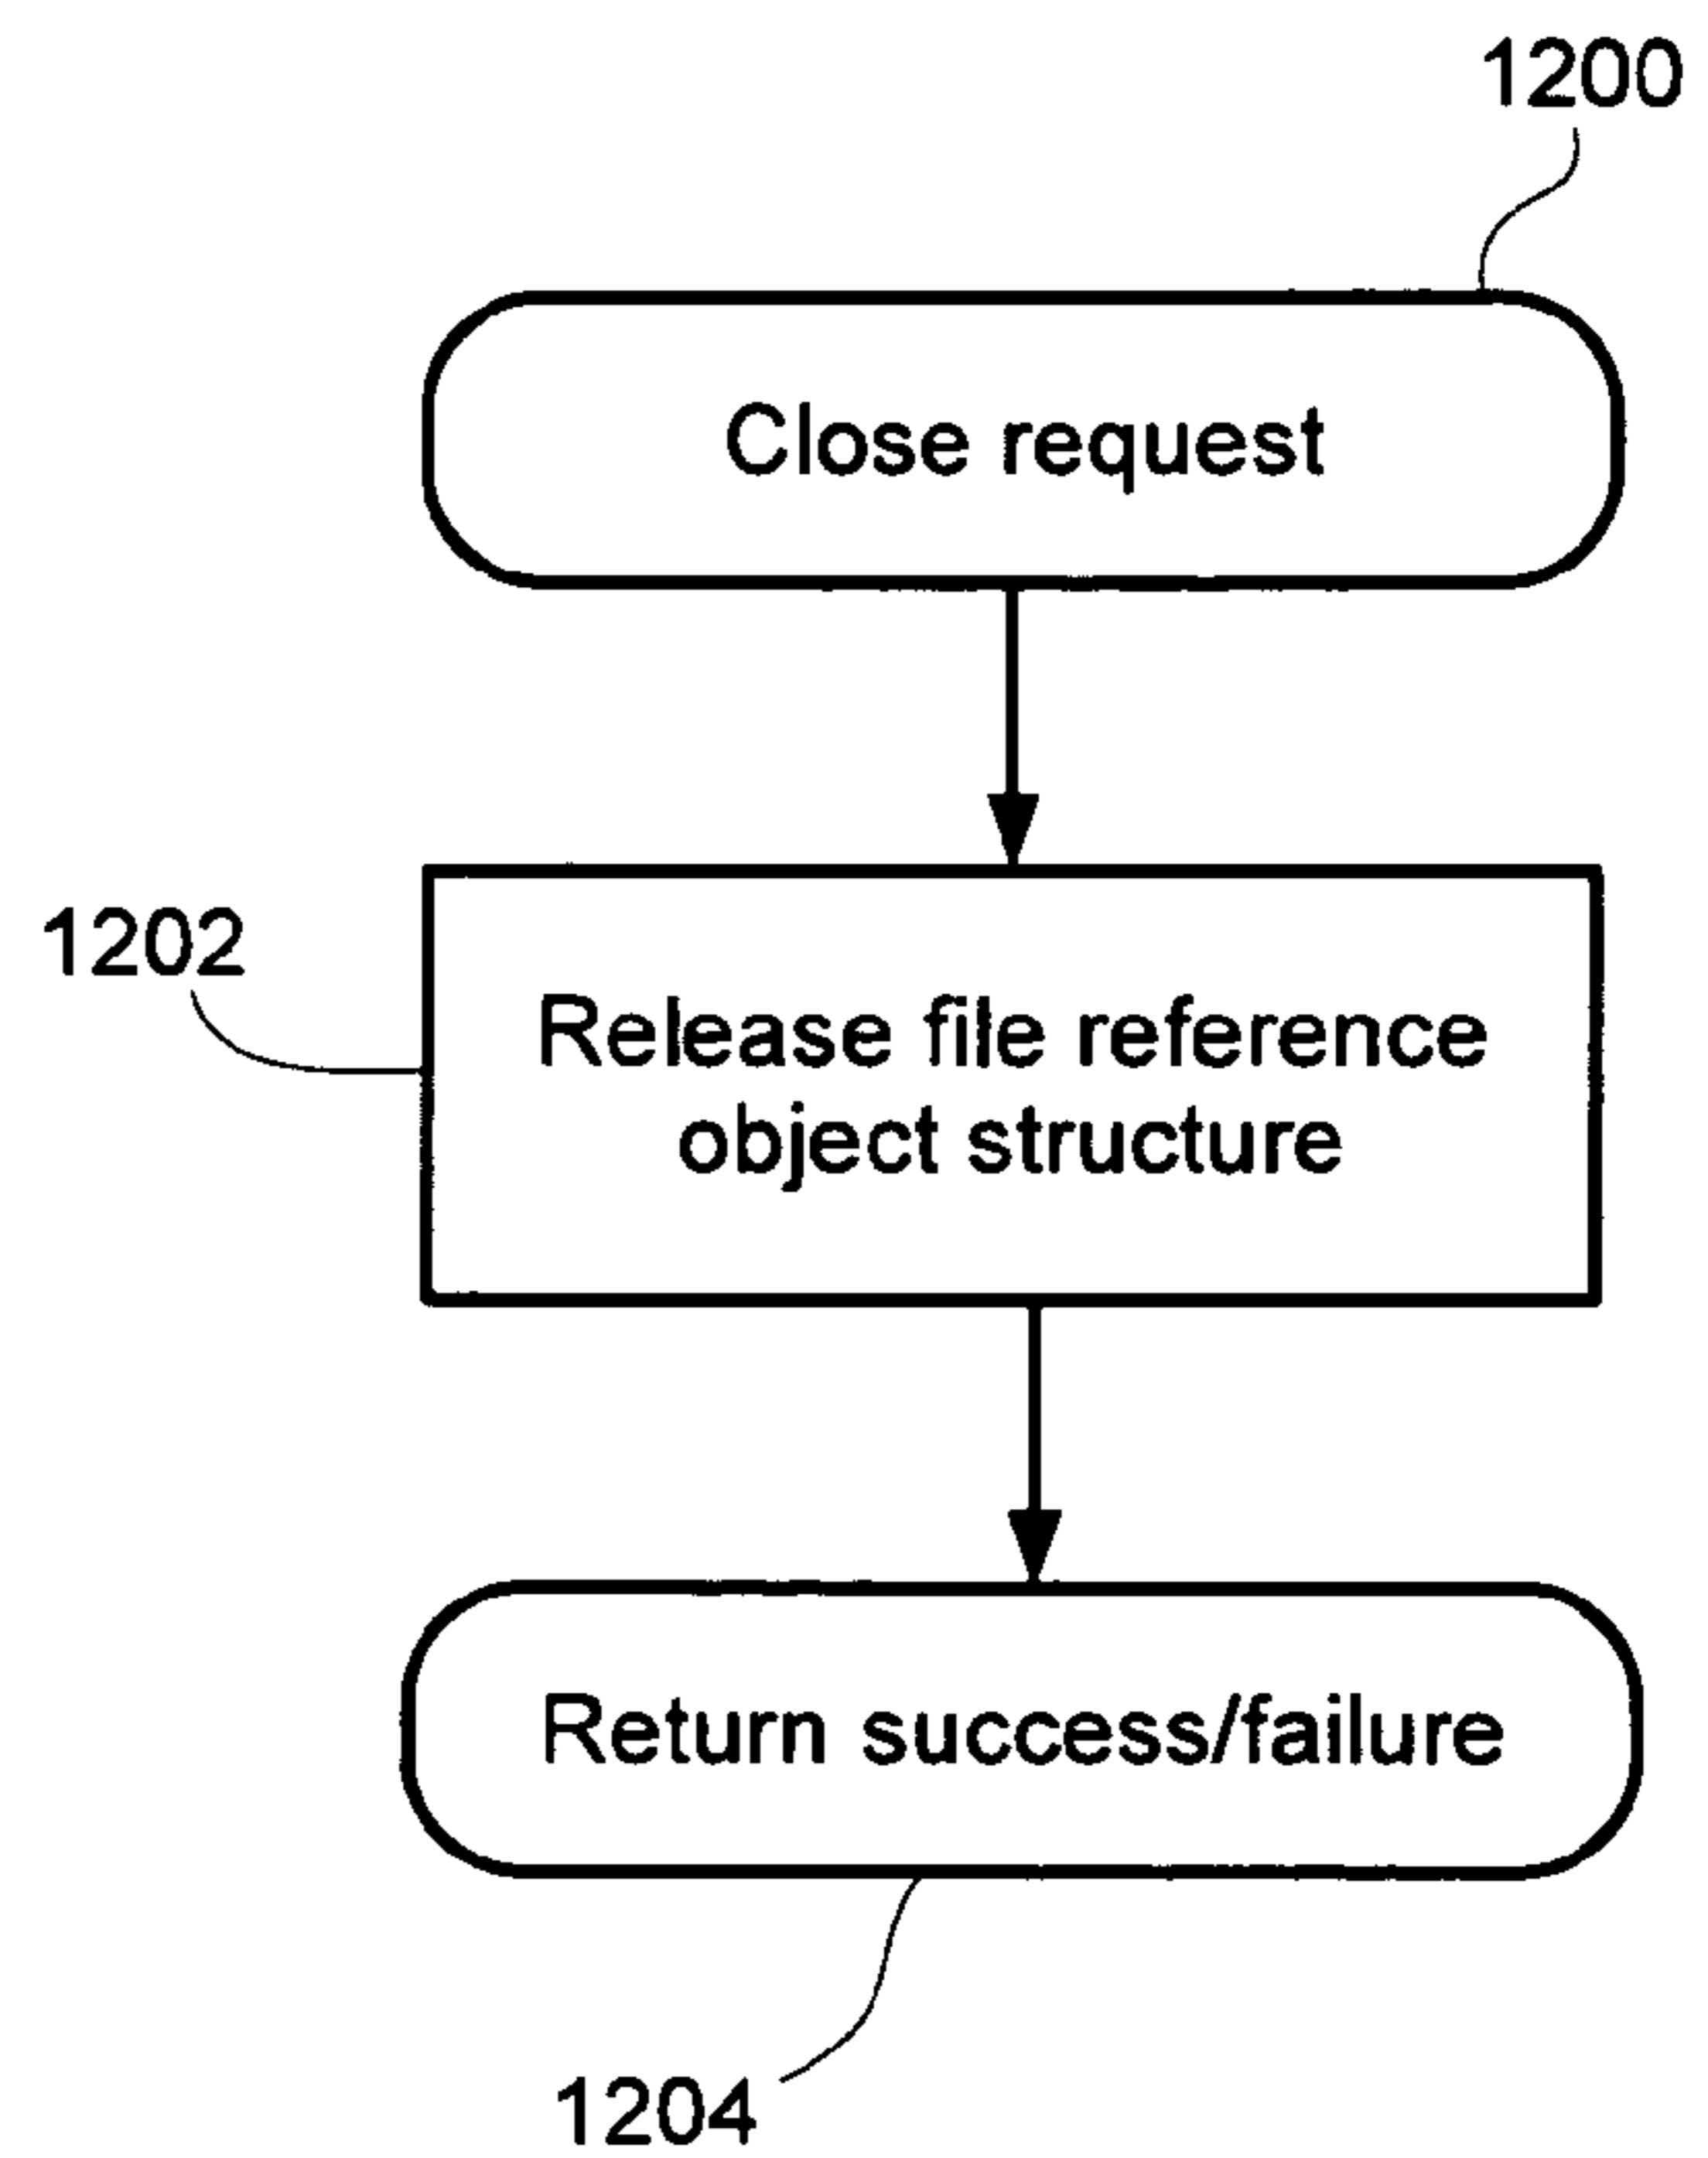 1200
Close request
1202
Release file reference
object structure
Return success/failure
1204